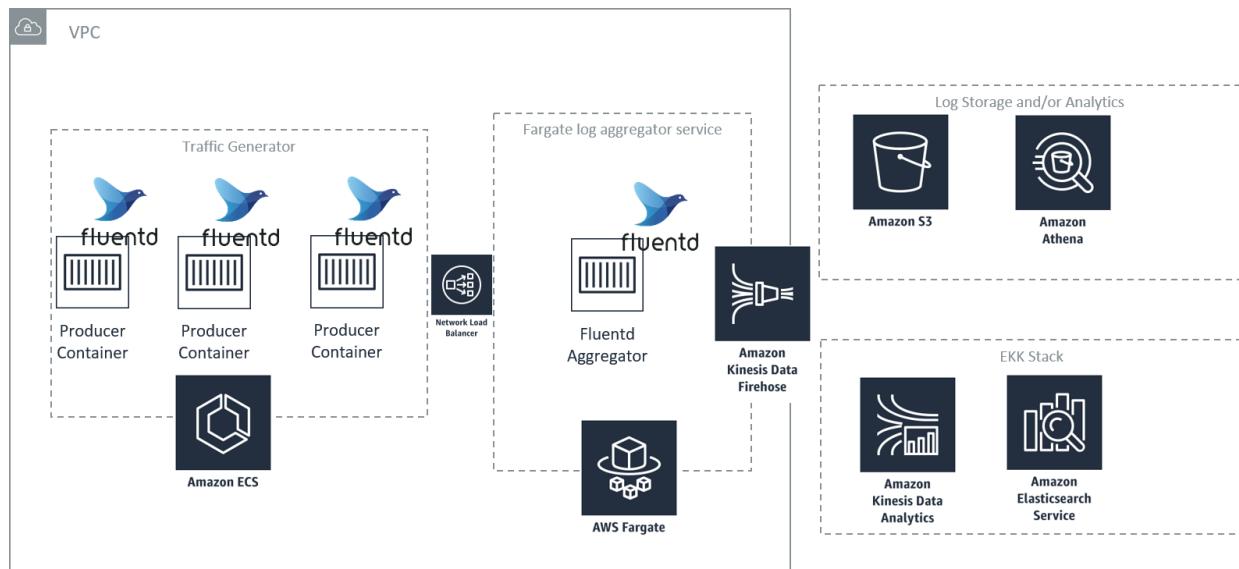 VPC
Traffic Generator
fluentd
fluentd
fluentd
Producer
Container
Producer
Container
Producer
Container
Amazon ECS
Network Load
Balancer
Fargate log aggregator service
fluentd
Fluentd
Aggregator
AWS Fargate
Amazon
Kinesis Data
Firehose
Log Storage and/or Analytics
Amazon S3
Amazon
Athena
EKK Stack
Amazon
Kinesis Data
Analytics
Amazon
Elasticsearch
Service